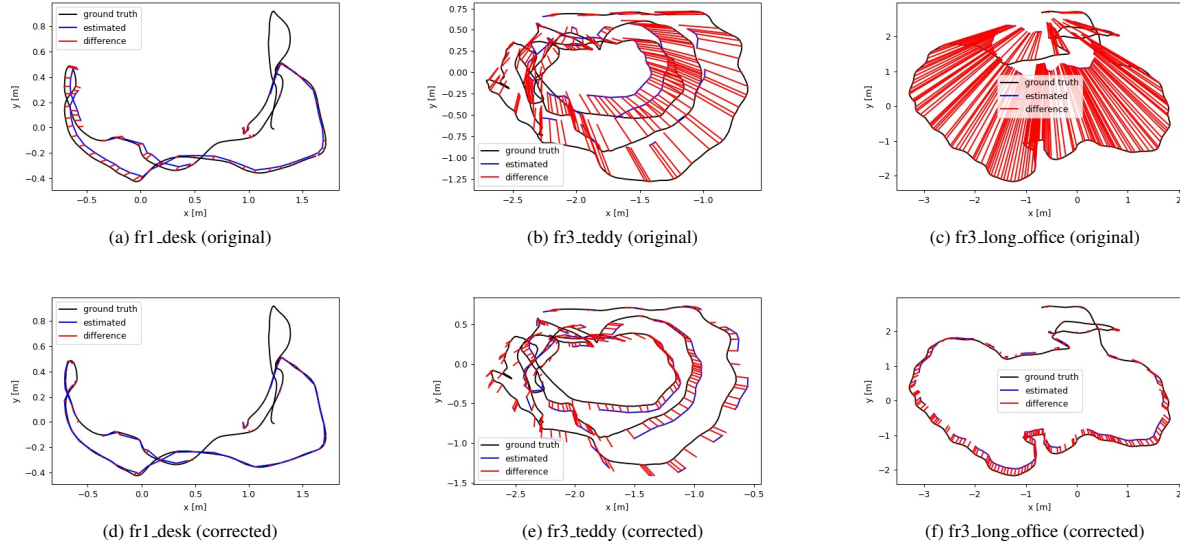 0.8
0.6
0.4
0.2
0.0
−0.2
−0.4
y [m]
ground truth
estimated
difference
−0.5
0.0
0.5
1.0
1.5
x [m]
(a) fr1_desk (original)
0.75
0.50
0.25
0.00
−0.25
−0.50
−0.75
−1.00
−1.25
y [m]
ground truth
estimated
difference
−2.5
−2.0
−1.5
−1.0
x [m]
(b) fr3_teddy (original)
2
1
0
−1
−2
y [m]
ground truth
estimated
difference
−3
−2
−1
0
1
2
x [m]
(c) fr3_long_office (original)
0.8
0.6
0.4
0.2
0.0
−0.2
−0.4
y [m]
ground truth
estimated
difference
−0.5
0.0
0.5
1.0
1.5
x [m]
(d) fr1_desk (corrected)
0.5
0.0
−0.5
−1.0
−1.5
y [m]
ground truth
estimated
difference
−2.5
−2.0
−1.5
−1.0
−0.5
x [m]
(e) fr3_teddy (corrected)
2
1
0
−1
−2
y [m]
ground truth
estimated
difference
−3
−2
−1
0
1
2
x [m]
(f) fr3_long_office (corrected)